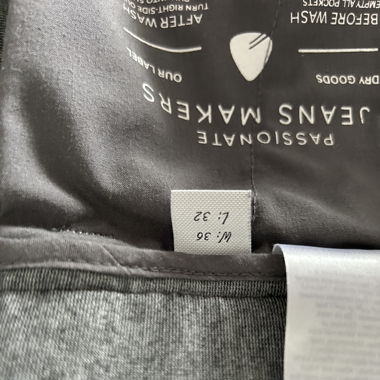 W: 36
L: 32
PASSIONATE
JEANS MAKERS
DRY GOODS
OUR LABEL
BEFORE WASH
EMPTY ALL POCKETS
AFTER WASH
TURN RIGHT-SIDE